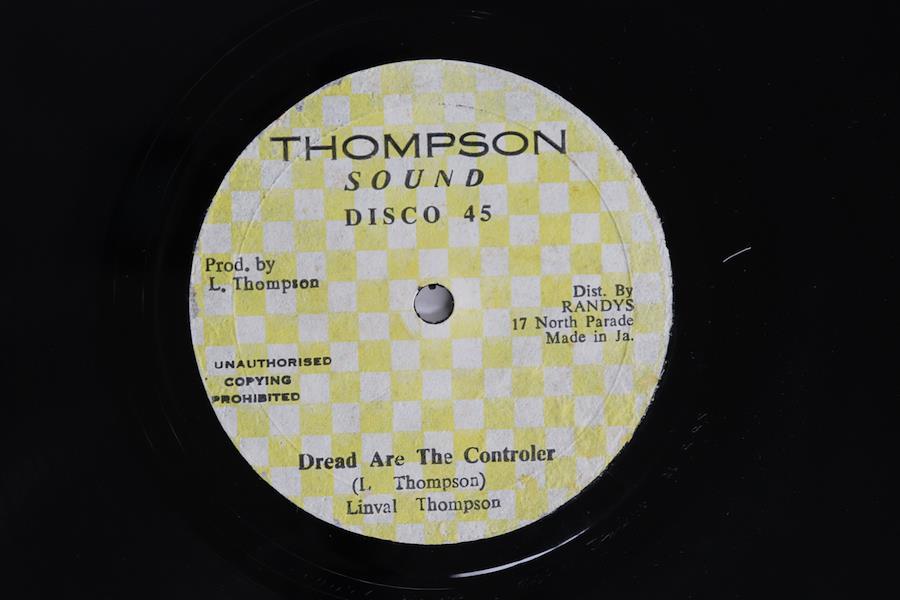 THOMPSON
SOUND
DISCO 45
Prod. by
L. Thompson
Dist. By
RANDYS
17 North Parade
Made in Ja.
UNAUTHORISED
COPYING
PROHIBITED
Dread Are The Controler
(L. Thompson)
Linval Thompson